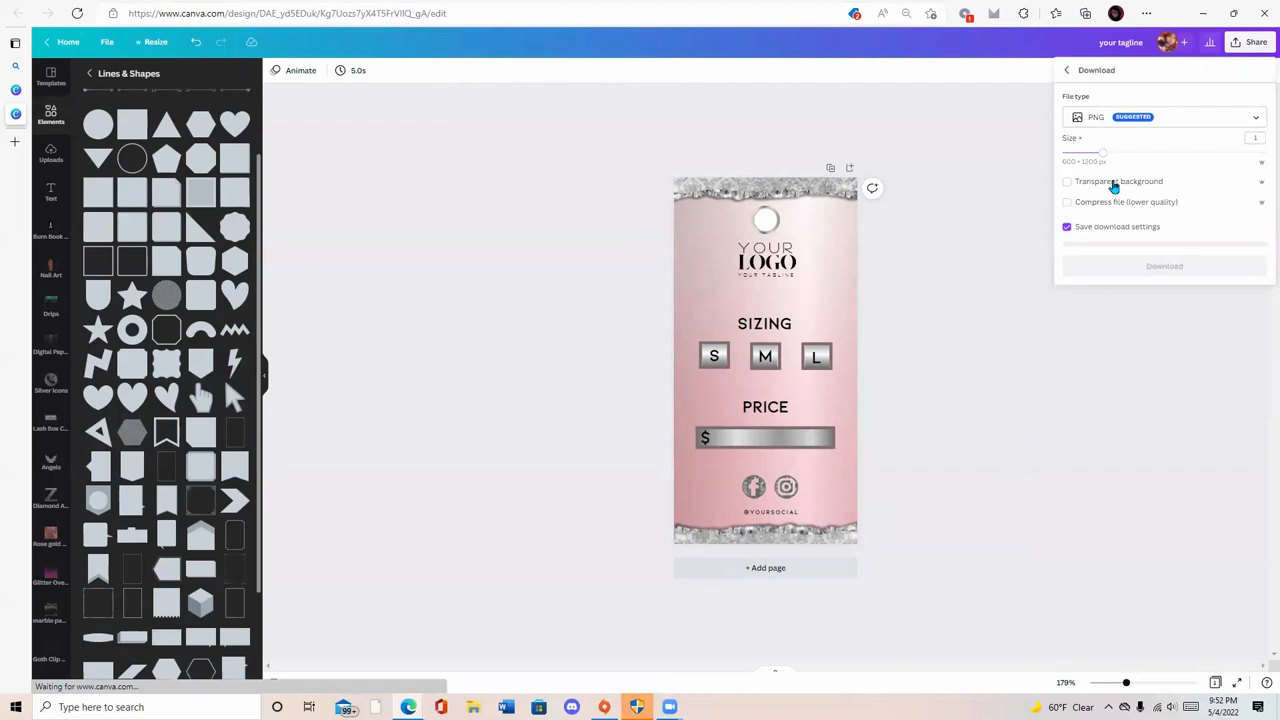 https://www.canva.com/design/DAE_yd5EDuk/Kg7Uozs7yX4T5FrVlIQ_gA/edit
2
Home
File
Resize
your tagline
Share
Templates
Elements
Uploads
Text
Burn Book ...
Nail Art
Drips
Digital Pap...
Silver Icons
Lash Box C...
Angels
Diamond A...
Rose gold ...
Glitter Ove...
marble pa...
Goth Clip ...
Lines & Shapes
Animate
5.0s
YOUR
LOGO
YOUR TAGLINE
SIZING
S M L
PRICE
$
@YOURSOCIAL
+ Add page
Download
File type
PNG SUGGESTED
Size ×
1
600 × 1200 px
Transparent background
Compress file (lower quality)
Save download settings
Download
Waiting for www.canva.com...
179%
Type here to search
99+
60°F Clear
9:52 PM
5/4/2022